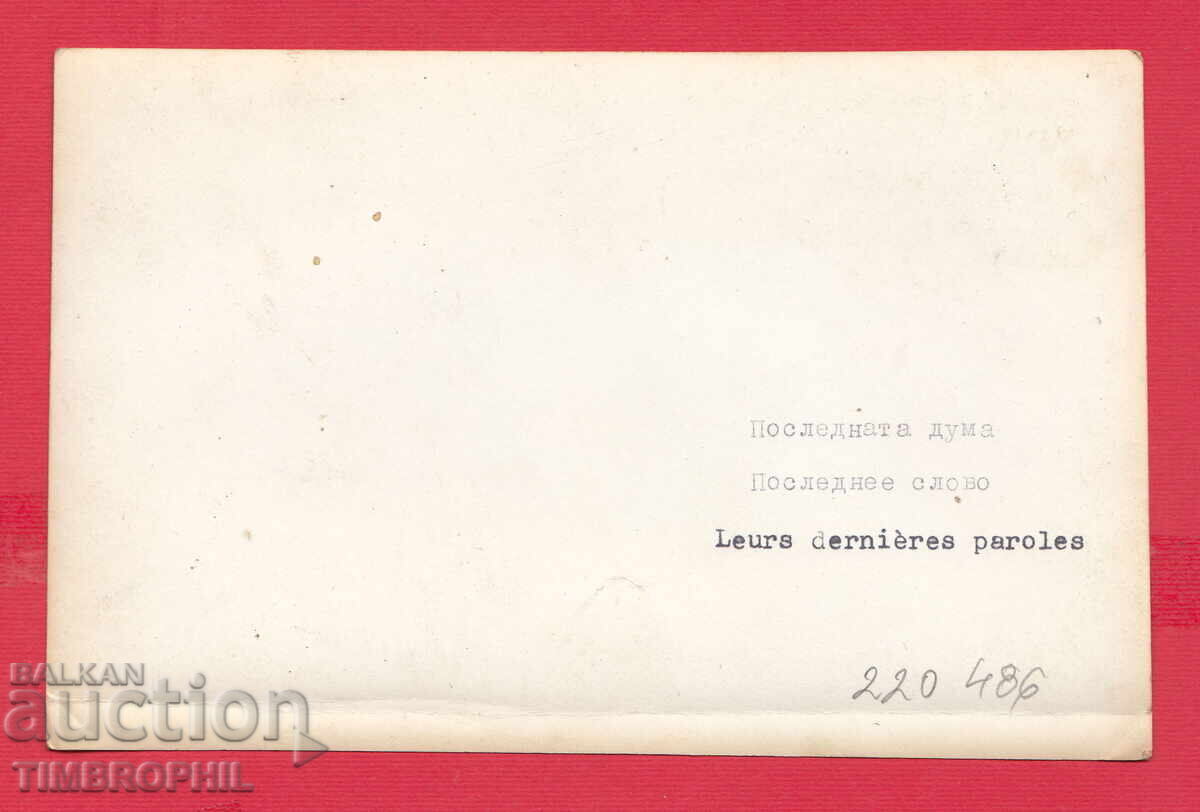 Последната дума
Последнее слово
Leurs dernières paroles
220 486
BALKAN
auction
TIMBROPHIL